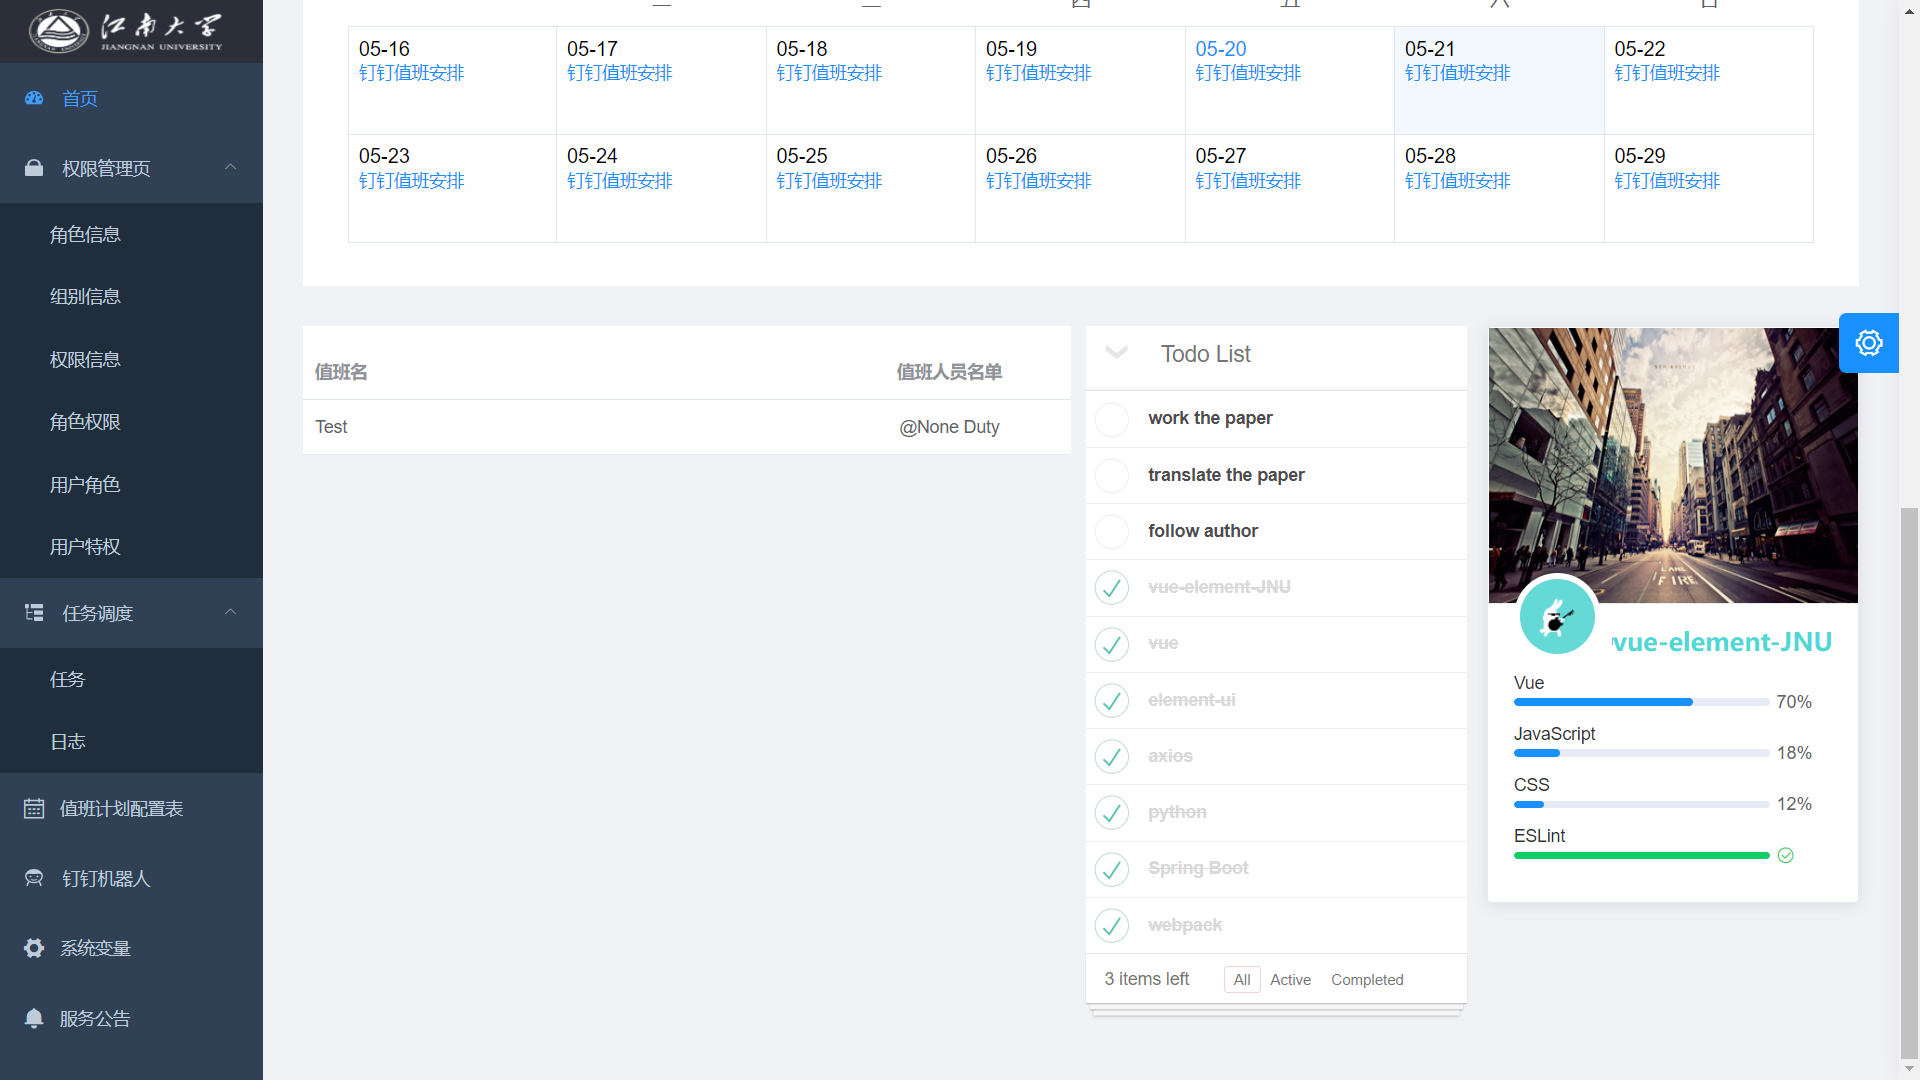 江南大学
JIANGNAN UNIVERSITY
首页
权限管理页
角色信息
组别信息
权限信息
角色权限
用户角色
用户特权
任务调度
任务
日志
值班计划配置表
钉钉机器人
系统变量
服务公告
05-16 05-17 05-18 05-19 05-20 05-21 05-22
钉钉值班安排 钉钉值班安排 钉钉值班安排 钉钉值班安排 钉钉值班安排 钉钉值班安排 钉钉值班安排
05-23 05-24 05-25 05-26 05-27 05-28 05-29
钉钉值班安排 钉钉值班安排 钉钉值班安排 钉钉值班安排 钉钉值班安排 钉钉值班安排 钉钉值班安排
值班名 值班人员名单
Test @None Duty
Todo List
work the paper
translate the paper
follow author
vue-element-JNU
vue
element-ui
axios
python
Spring Boot
webpack
3 items left All Active Completed
vue-element-JNU
Vue
70%
JavaScript
18%
CSS
12%
ESLint